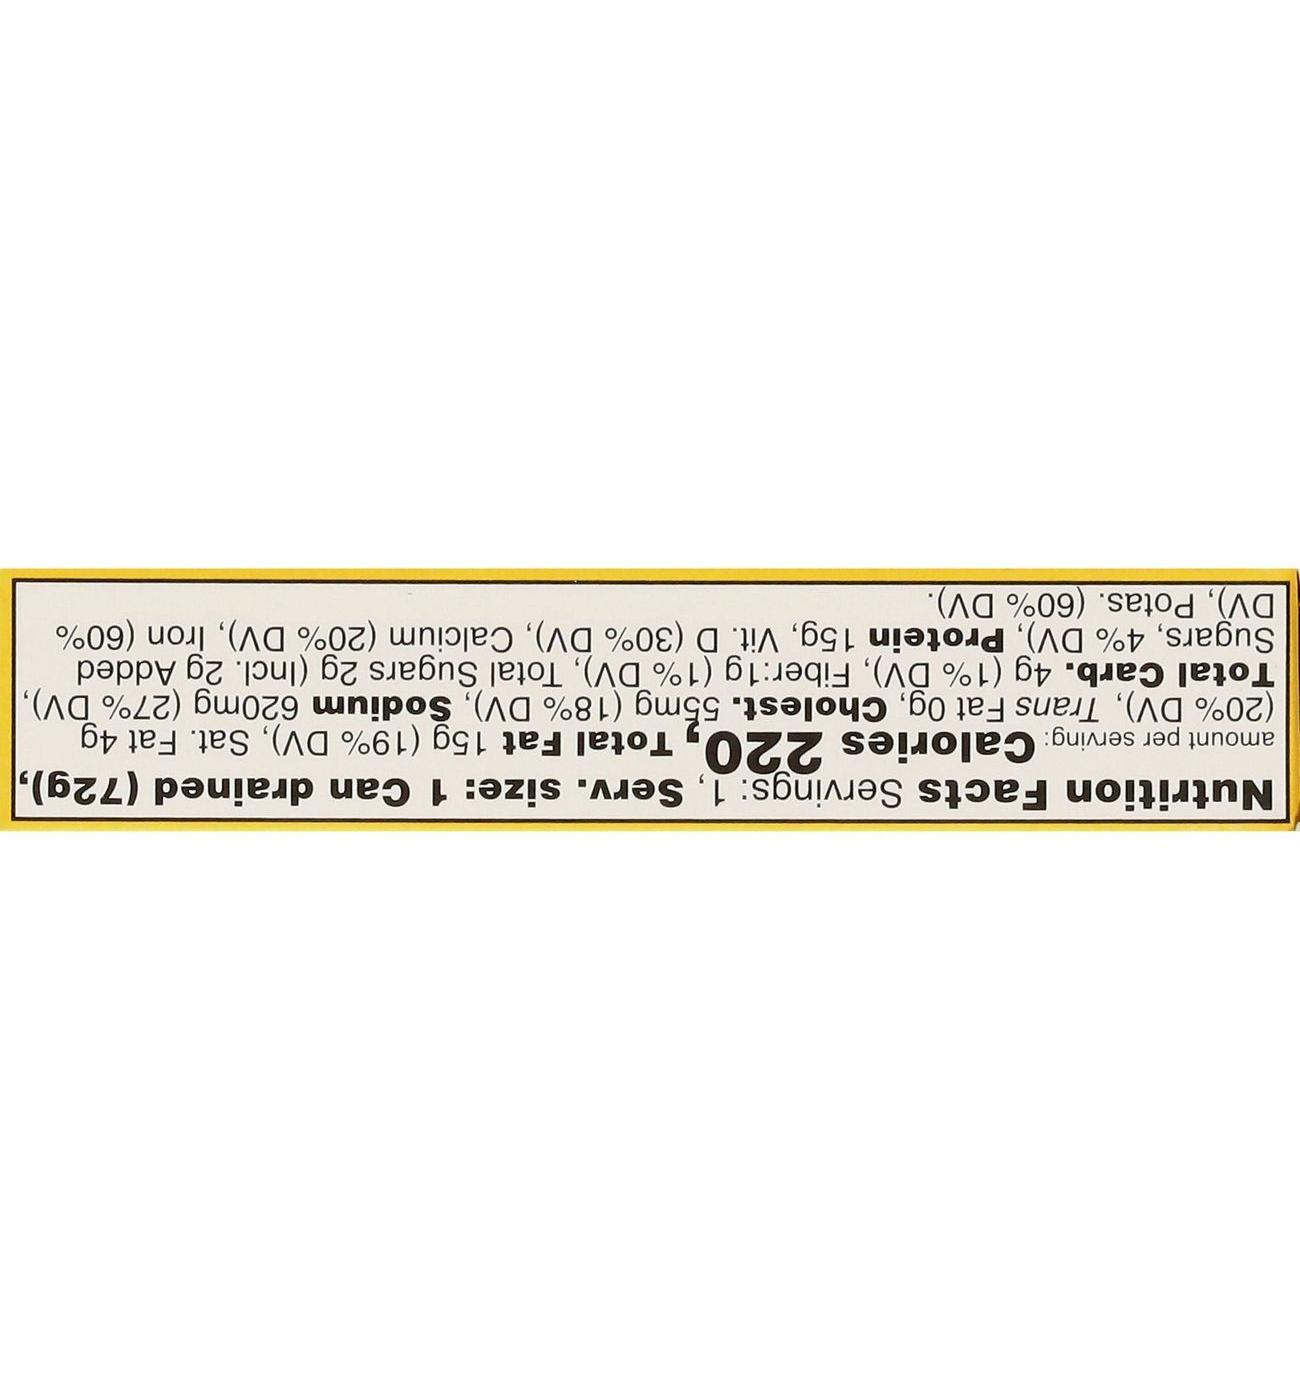 Nutrition Facts Servings: 1, Serv. size: 1 Can drained (72g),
amount per serving: Calories 220, Total Fat 15g (19% DV), Sat. Fat 4g
(20% DV), Trans Fat 0g, Cholest. 55mg (18% DV), Sodium 620mg (27% DV),
Total Carb. 4g (1% DV), Fiber:1g (1% DV), Total Sugars 2g (Incl. 2g Added
Sugars, 4% DV), Protein 15g, Vit. D (30% DV), Calcium (20% DV), Iron (60%
DV), Potas. (60% DV).